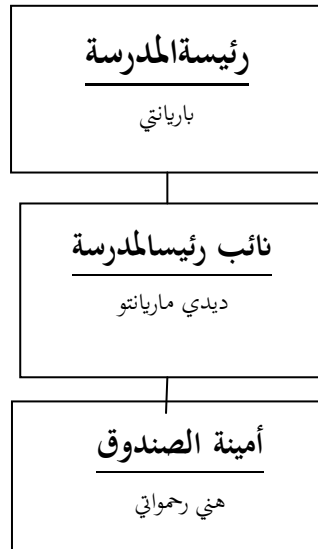 رئيسةالمدرسة
باريانتي
نائب رئيسالمدرسة
ديدي ماريانتو
أمينة الصندوق
هني رحمواتي